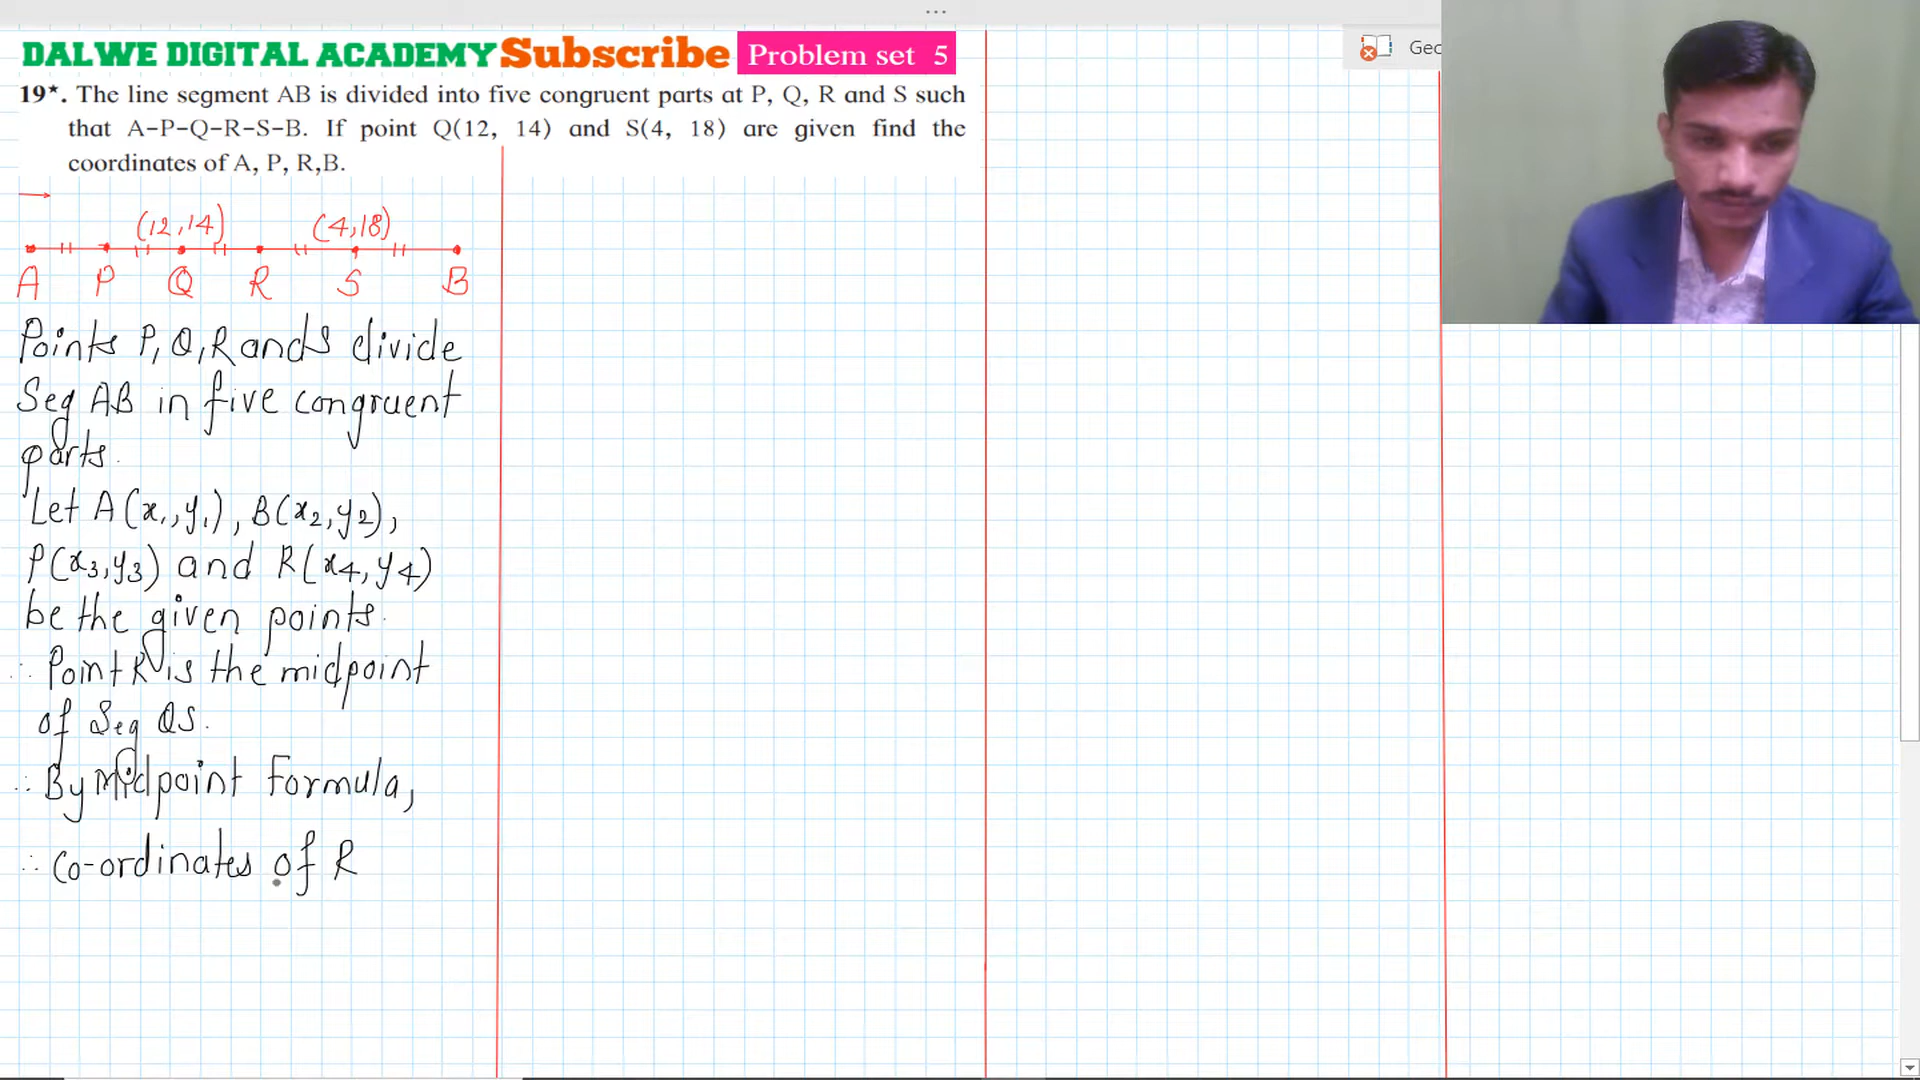 ...
DALWE DIGITAL ACADEMY Subscribe Problem set 5
Geo
19*. The line segment AB is divided into five congruent parts at P, Q, R and S such
that A-P-Q-R-S-B. If point Q(12, 14) and S(4, 18) are given find the
coordinates of A, P, R,B.
→
(12,14) (4,18)
A P Q R S B
Points P, Q, R and S divide
Seg AB in five congruent
parts.
Let A(x₁,y₁), B(x₂,y₂),
P(x₃,y₃) and R(x₄,y₄)
be the given points.
∴ Point R is the midpoint
of Seg QS.
∴ By Midpoint Formula,
∴ Co-ordinates of R